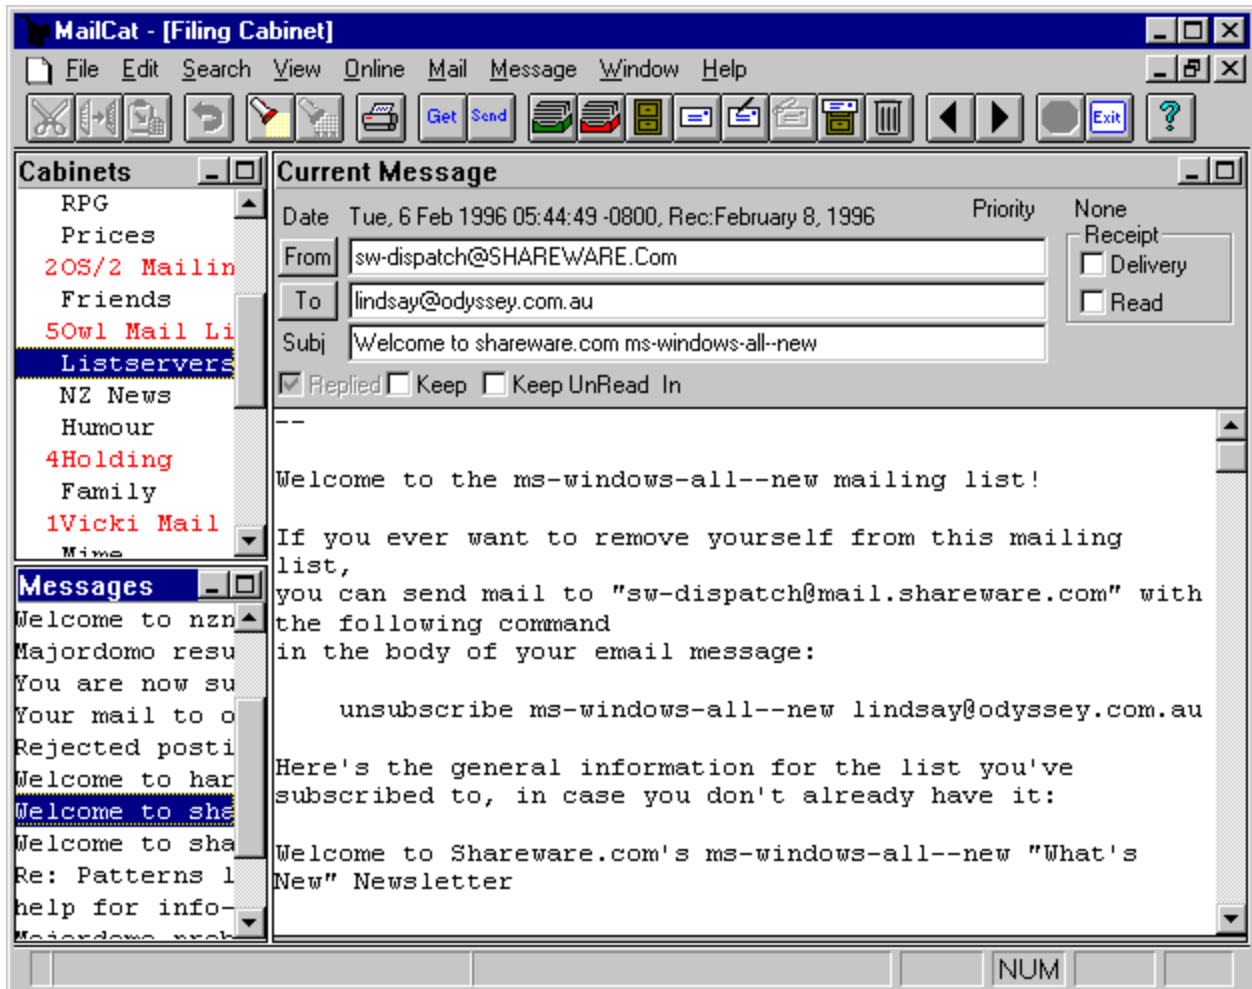 MailCat - [Filing Cabinet]
File Edit Search View Online Mail Message Window Help
Get Send Exit ?
Cabinets
RPG
Prices
2OS/2 Mailin
Friends
5Owl Mail Li
Listservers
NZ News
Humour
4Holding
Family
1Vicki Mail
Mime
Messages
Welcome to nzn
Majordomo resu
You are now su
Your mail to o
Rejected posti
Welcome to har
Welcome to sha
Welcome to sha
Re: Patterns l
help for info-
Majordomo prob
Current Message
Date Tue, 6 Feb 1996 05:44:49 -0800, Rec:February 8, 1996 Priority None
From sw-dispatch@SHAREWARE.Com
To lindsay@odyssey.com.au
Subj Welcome to shareware.com ms-windows-all--new
Receipt
Delivery
Read
Replied Keep Keep UnRead In
--
Welcome to the ms-windows-all--new mailing list!
If you ever want to remove yourself from this mailing
list,
you can send mail to "sw-dispatch@mail.shareware.com" with
the following command
in the body of your email message:
unsubscribe ms-windows-all--new lindsay@odyssey.com.au
Here's the general information for the list you've
subscribed to, in case you don't already have it:
Welcome to Shareware.com's ms-windows-all--new "What's
New" Newsletter
NUM